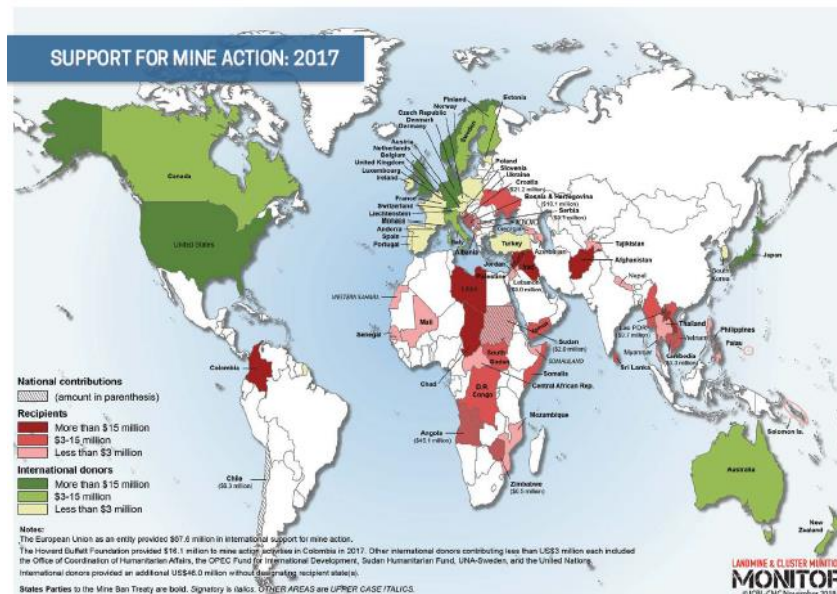 SUPPORT FOR MINE ACTION: 2017
Finland
Norway
Estonia
Czech Republic
Denmark
Germany
Sweden
Austria
Netherlands
Belgium
United Kingdom
Luxembourg
Ireland
Poland
Slovenia
Ukraine
Croatia
($21.2 million)
Bosnia & Herzegovina
Serbia
France
Switzerland
Liechtenstein
Monaco
Andorra
Spain
Portugal
Canada
United States
Italy
Albania
Georgia
Turkey
Azerbaijan
Tajikistan
Afghanistan
Jordan
Palestine
Iraq
Lebanon
Nepal
South
Korea
Japan
WESTERN SAHARA
Libya
Mali
Senegal
Chad
Sudan
South
Sudan
Yemen
SOMALILAND
Somalia
Central African Rep.
D.R.
Congo
Mozambique
Angola
Zimbabwe
Lao PDR
Thailand
Vietnam
Myanmar
Cambodia
Sri Lanka
Philippines
Palau
Solomon Is.
Australia
New
Zealand
Colombia
Chile
National contributions
(amount in parenthesis)
Recipients
More than $15 million
$3-15 million
Less than $3 million
International donors
More than $15 million
$3-15 million
Less than $3 million
Notes:
The European Union as an entity provided $67.6 million in international support for mine action.
The Howard Buffett Foundation provided $16.1 million to mine action activities in Colombia in 2017. Other international donors contributing less than US$3 million each included
the Office of Coordination of Humanitarian Affairs, the OPEC Fund for International Development, Sudan Humanitarian Fund, UNA-Sweden, and the United Nations.
International donors provided an additional US$46.0 million without designating recipient state(s).
States Parties to the Mine Ban Treaty are bold. Signatory is italics. OTHER AREAS are UPPER CASE ITALICS.
LANDMINE & CLUSTER MUNITION
MONITOR